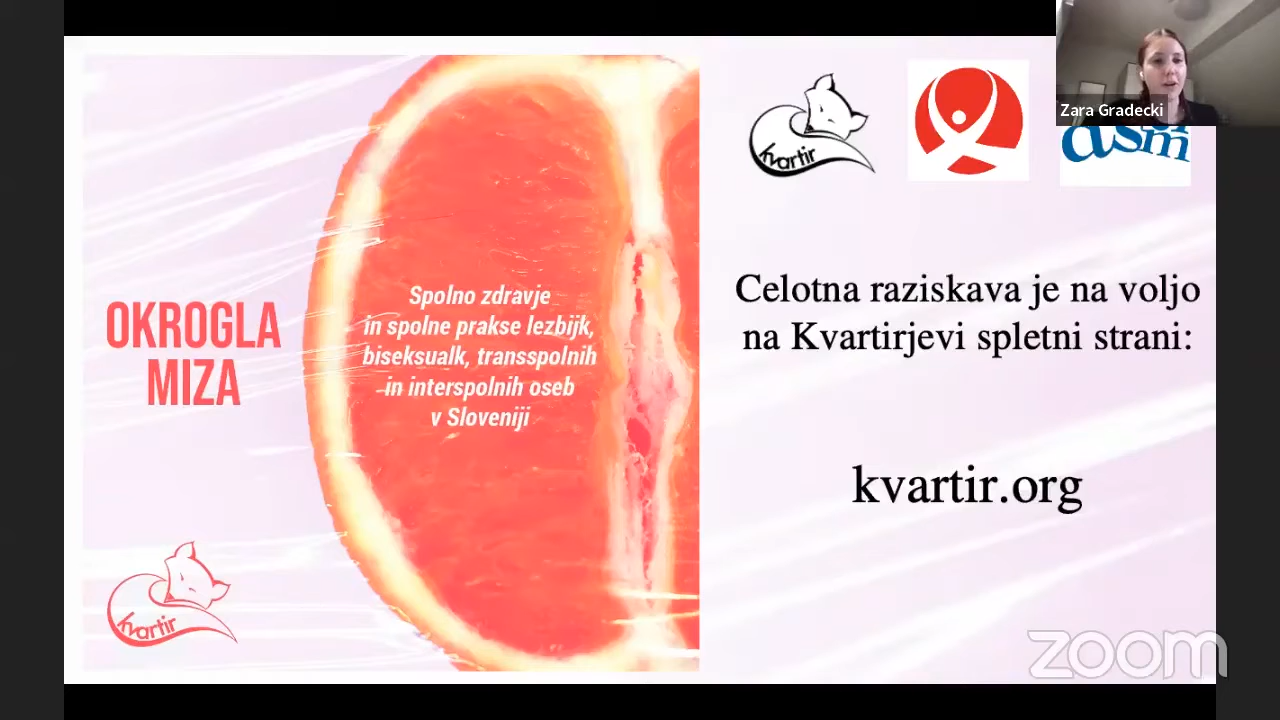 OKROGLA
MIZA
Spolno zdravje
in spolne prakse lezbijk,
biseksualk, transspolnih
in interspolnih oseb
v Sloveniji
kvartir
kvartir
Zara Gradecki
Celotna raziskava je na voljo
na Kvartirjevi spletni strani:
kvartir.org
zoom